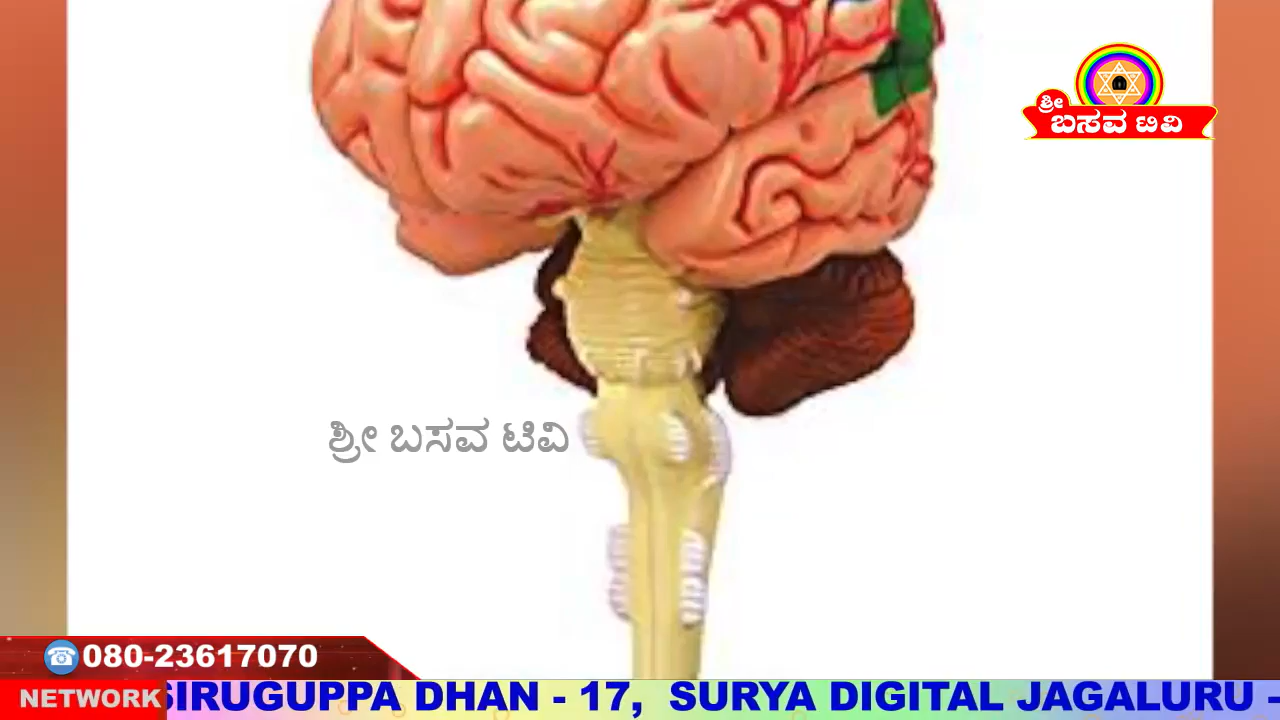 ಶ್ರೀ
ಬಸವ ಟಿವಿ
ಶ್ರೀ ಬಸವ ಟಿವಿ
080-23617070
NETWORK SIRUGUPPA DHAN - 17, SURYA DIGITAL JAGALURU -